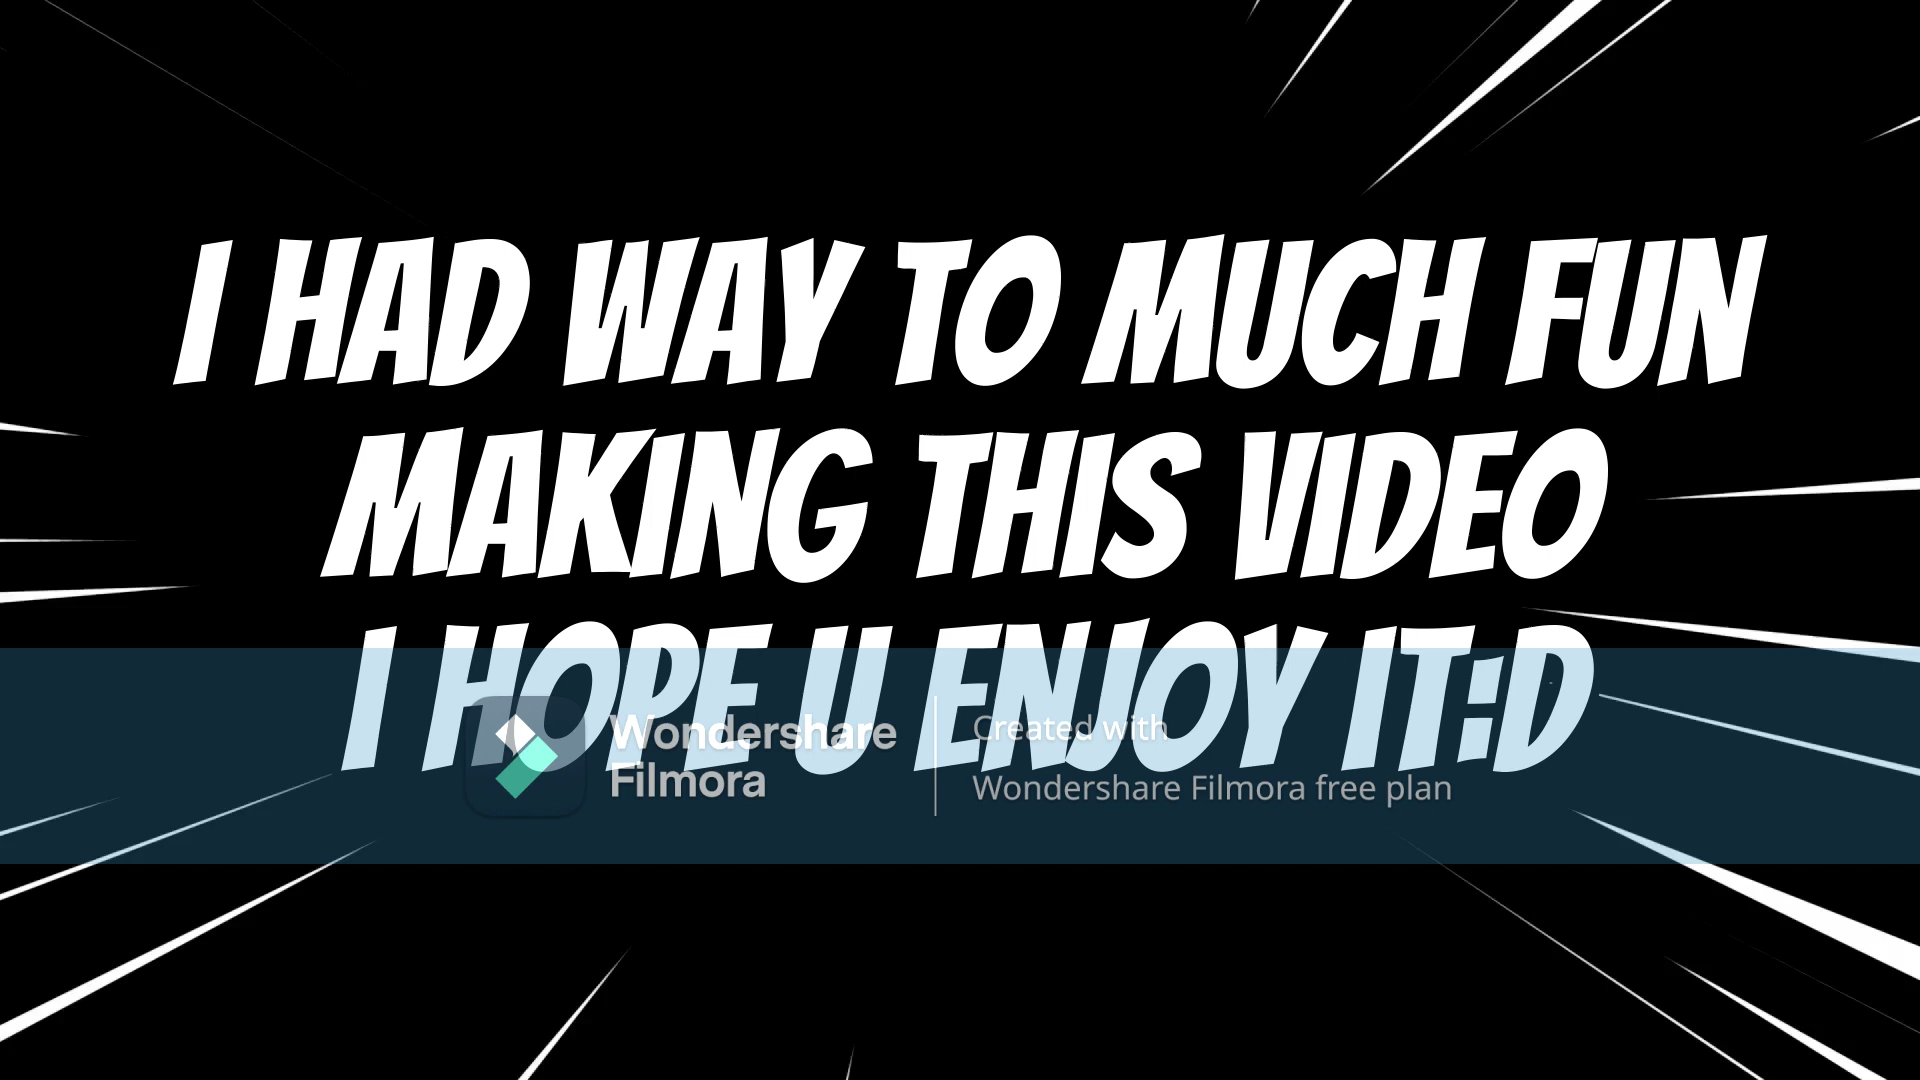 I HAD WAY TO MUCH FUN
MAKING THIS VIDEO
I HOPE U ENJOY IT:D
Wondershare
Filmora
Created with
Wondershare Filmora free plan